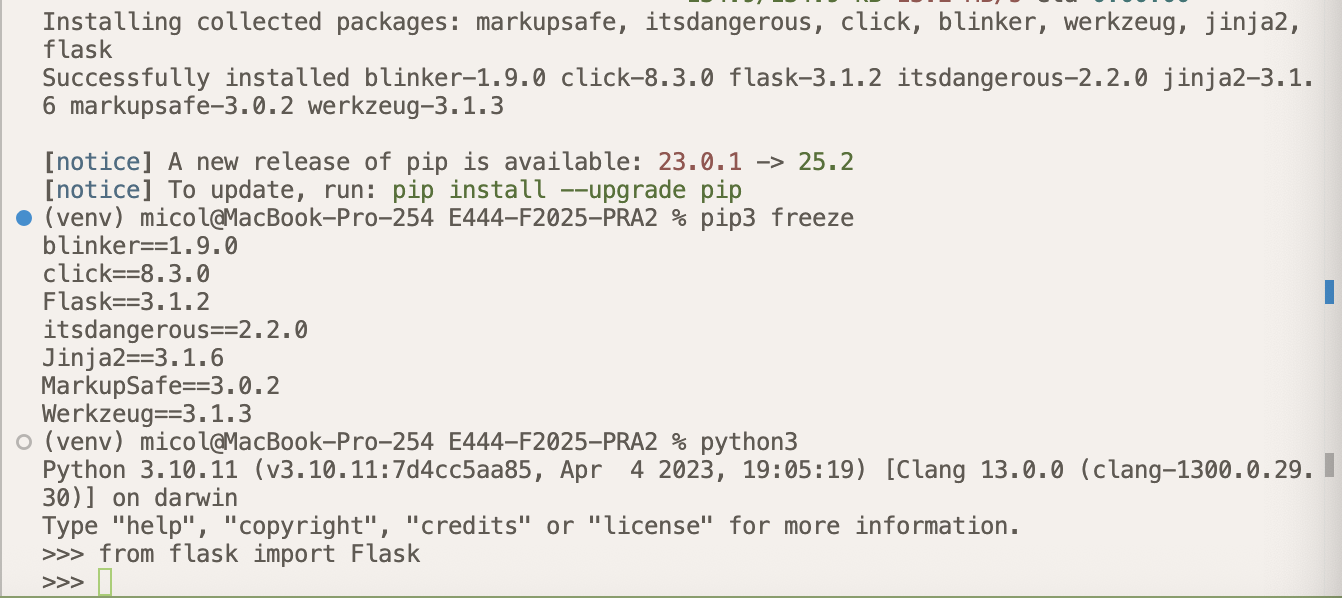 Installing collected packages: markupsafe, itsdangerous, click, blinker, werkzeug, jinja2,
flask
Successfully installed blinker-1.9.0 click-8.3.0 flask-3.1.2 itsdangerous-2.2.0 jinja2-3.1.
6 markupsafe-3.0.2 werkzeug-3.1.3
[notice] A new release of pip is available: 23.0.1 -> 25.2
[notice] To update, run: pip install --upgrade pip
(venv) micol@MacBook-Pro-254 E444-F2025-PRA2 % pip3 freeze
blinker==1.9.0
click==8.3.0
Flask==3.1.2
itsdangerous==2.2.0
Jinja2==3.1.6
MarkupSafe==3.0.2
Werkzeug==3.1.3
(venv) micol@MacBook-Pro-254 E444-F2025-PRA2 % python3
Python 3.10.11 (v3.10.11:7d4cc5aa85, Apr  4 2023, 19:05:19) [Clang 13.0.0 (clang-1300.0.29.
30)] on darwin
Type "help", "copyright", "credits" or "license" for more information.
>>> from flask import Flask
>>>